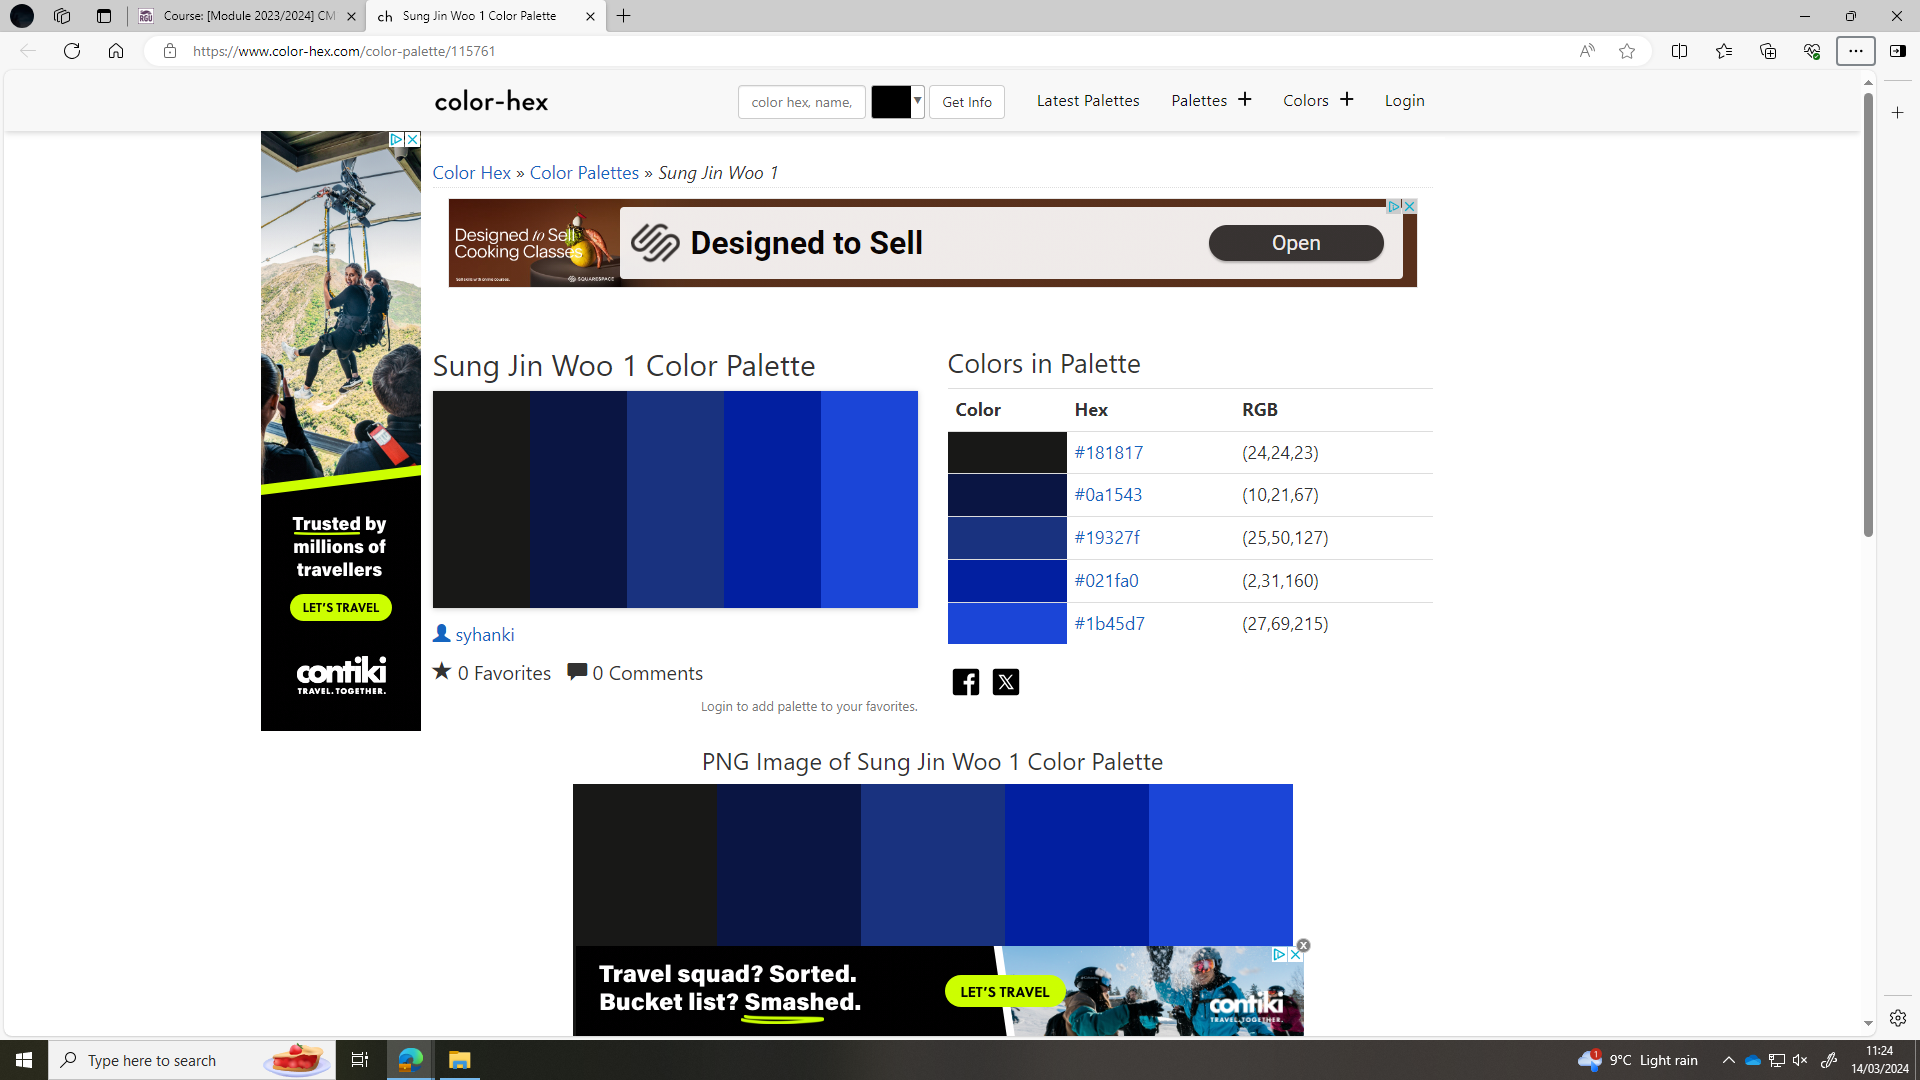 Course: [Module 2023/2024] CM
ch Sung Jin Woo 1 Color Palette
https://www.color-hex.com/color-palette/115761
color-hex
color hex, name,
Get Info
Latest Palettes
Palettes +
Colors +
Login
Color Hex » Color Palettes » Sung Jin Woo 1
Designed to Sell
Cooking Classes
SQUARESPACE
Designed to Sell
Open
Trusted by
millions of
travellers
LET'S TRAVEL
contiki
TRAVEL. TOGETHER.
Sung Jin Woo 1 Color Palette
syhanki
0 Favorites 0 Comments
Login to add palette to your favorites.
Colors in Palette
Color Hex RGB
#181817 (24,24,23)
#0a1543 (10,21,67)
#19327f (25,50,127)
#021fa0 (2,31,160)
#1b45d7 (27,69,215)
PNG Image of Sung Jin Woo 1 Color Palette
Travel squad? Sorted.
Bucket list? Smashed.
LET'S TRAVEL
contiki
TRAVEL. TOGETHER.
Type here to search
1
9°C Light rain
11:24
14/03/2024